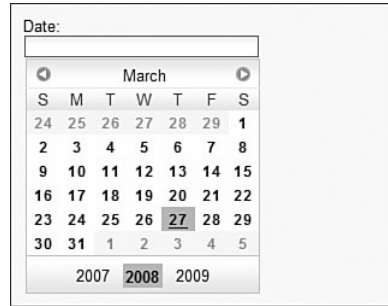 Date:
March
S M T W T F S
24 25 26 27 28 29 1
2 3 4 5 6 7 8
9 10 11 12 13 14 15
16 17 18 19 20 21 22
23 24 25 26 27 28 29
30 31 1 2 3 4 5
2007 2008 2009